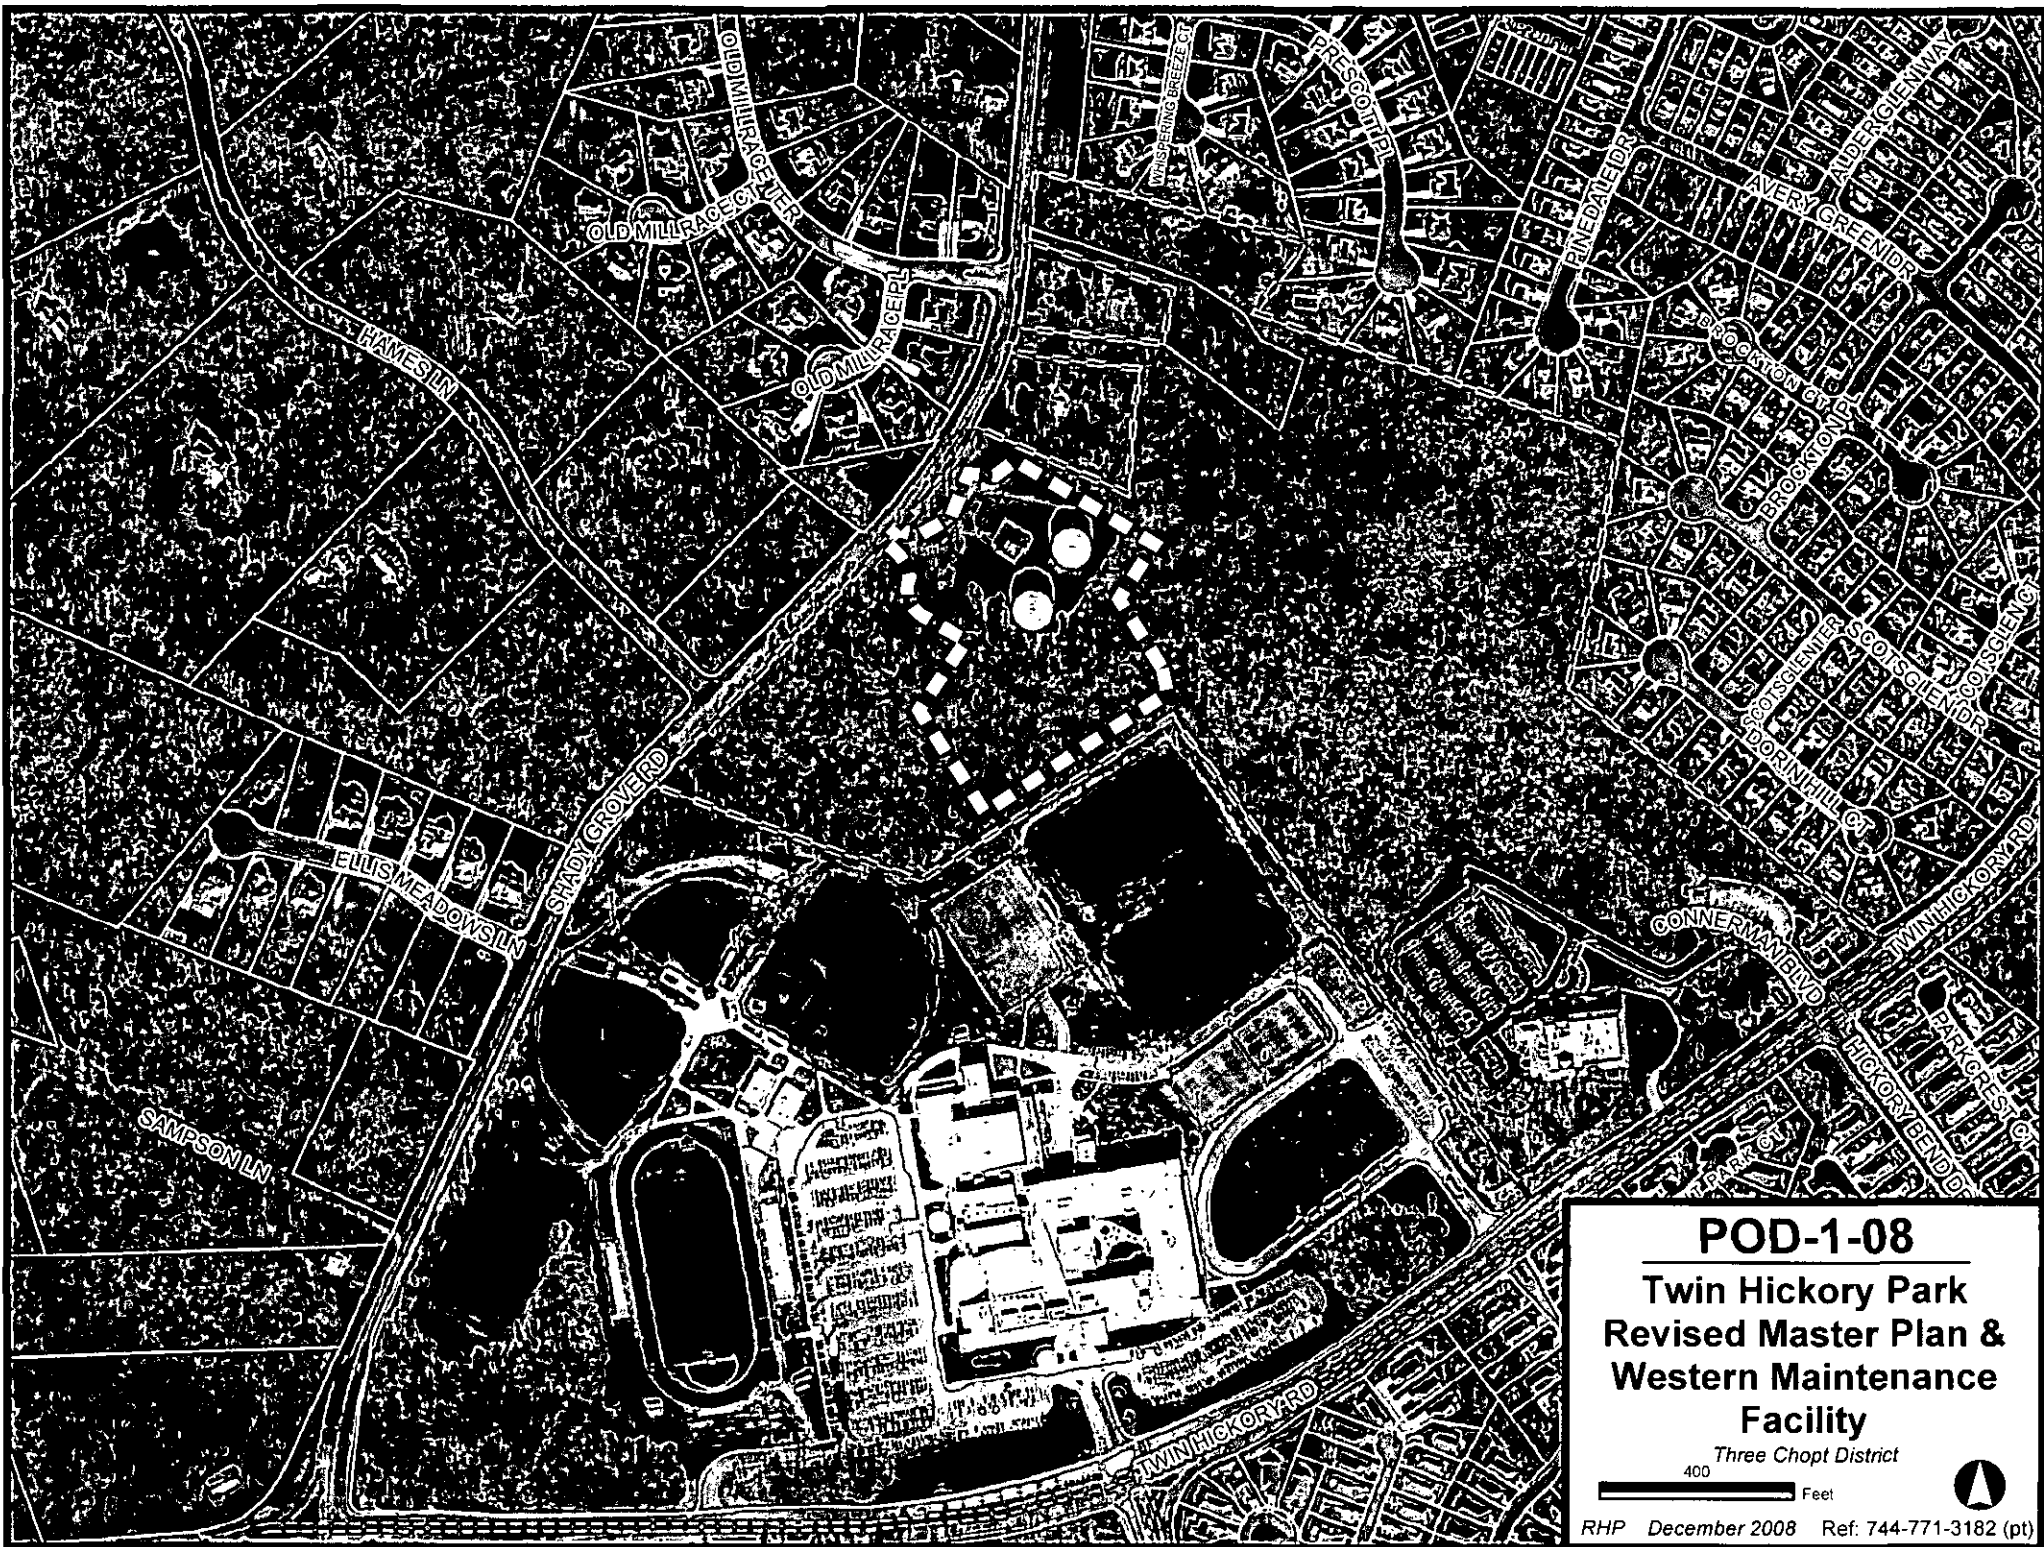 OLD MILLRACE TER
WHISPERING BREEZE CT
PRESCOTT PL
AUDEN GLEN WAY
PINEDALE DR
AVERY GREEN DR
OLD MILLRACE CT
OLD MILLRACE PL
HAMES LN
BROCKTON CT
BROCKTON PL
SCOTSGLEN CT
SCOTSGLEN TER
SCOTSGLEN DR
DORIN HILL CT
SHADY GROVE RD
ELLIS MEADOWS LN
CONNERMAN BLVD
TWIN HICKORY RD
PARK CREST CT
HICKORY BEND DR
PARK CT
SAMPSON LN
TWIN HICKORY RD
POD-1-08
Twin Hickory Park
Revised Master Plan &
Western Maintenance
Facility
Three Chopt District
400
Feet
RHP December 2008 Ref: 744-771-3182 (pt)